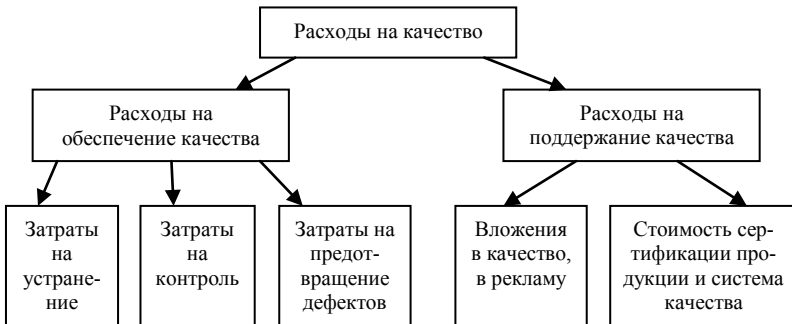 Расходы на качество
Расходы на
обеспечение качества
Расходы на
поддержание качества
Затраты
на
устране-
ние
Затраты
на
контроль
Затраты на
предот-
вращение
дефектов
Вложения
в качество,
в рекламу
Стоимость сер-
тификации про-
дукции и система
качества